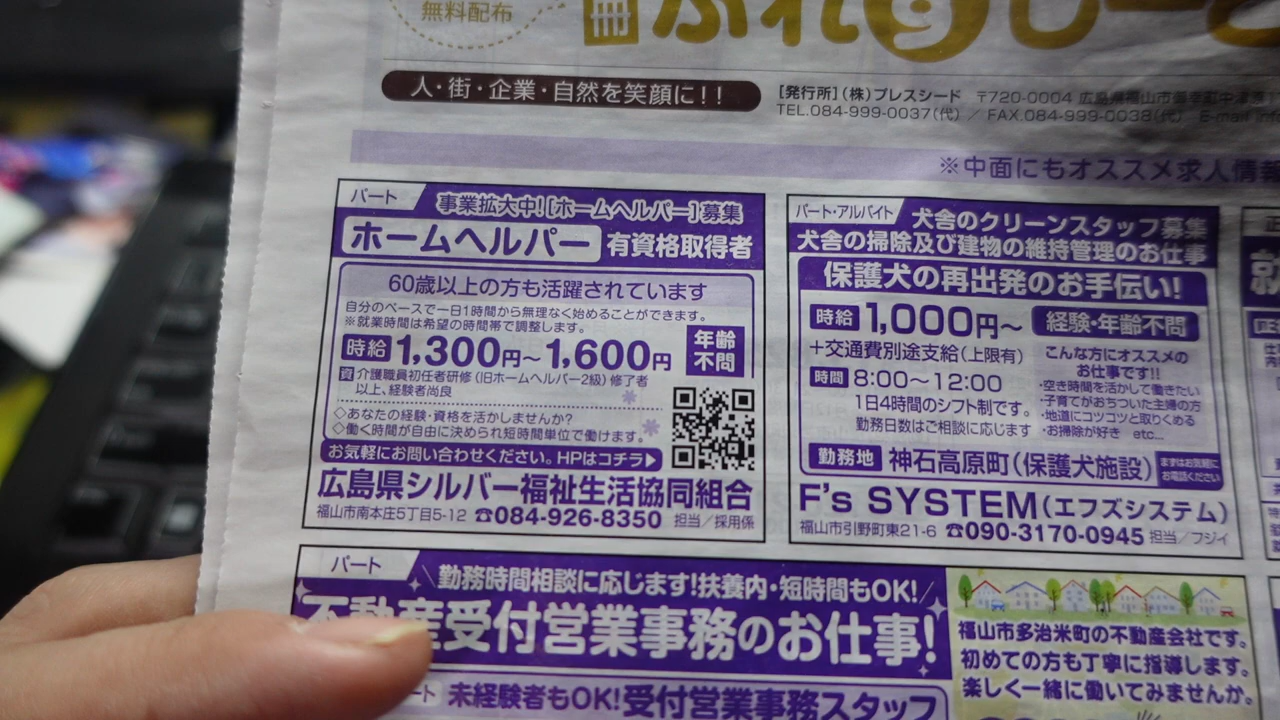 無料配布
人・街・企業・自然を笑顔に!!
[発行所](株)プレスシード 〒720-0004 広島県福山市御幸町中津原
TEL.084-999-0037(代) / FAX.084-999-0038(代) E-mail info
※中面にもオススメ求人情報
パート
事業拡大中![ホームヘルパー]募集
ホームヘルパー 有資格取得者
60歳以上の方も活躍されています
自分のペースで一日1時間から無理なく始めることができます。
※就業時間は希望の時間帯で調整します。
時給 1,300円〜1,600円
年齢不問
資 介護職員初任者研修(旧ホームヘルパー2級)修了者
以上、経験者尚良
◇あなたの経験・資格を活かしませんか?
◇働く時間が自由に決められ短時間単位で働けます。
お気軽にお問い合わせください。HPはコチラ▶
広島県シルバー福祉生活協同組合
福山市南本庄5丁目5-12 ☎084-926-8350 担当/採用係
パート・アルバイト
犬舎のクリーンスタッフ募集
犬舎の掃除及び建物の維持管理のお仕事
保護犬の再出発のお手伝い!
時給 1,000円〜
+交通費別途支給(上限有)
時間 8:00〜12:00
1日4時間のシフト制です。
勤務日数はご相談に応じます
経験・年齢不問
こんな方にオススメの
お仕事です!!
・空き時間を活かして働きたい
・子育てがおちついた主婦の方
・地道にコツコツと取りくめる
・お掃除が好き etc...
勤務地 神石高原町(保護犬施設)
まずはお気軽に
お電話ください
F's SYSTEM(エフズシステム)
福山市引野町東21-6 ☎090-3170-0945 担当/フジイ
パート
勤務時間相談に応じます!扶養内・短時間もOK!
不動産受付営業事務のお仕事!
未経験者もOK!受付営業事務スタッフ
福山市多治米町の不動産会社です。
初めての方も丁寧に指導します。
楽しく一緒に働いてみませんか。